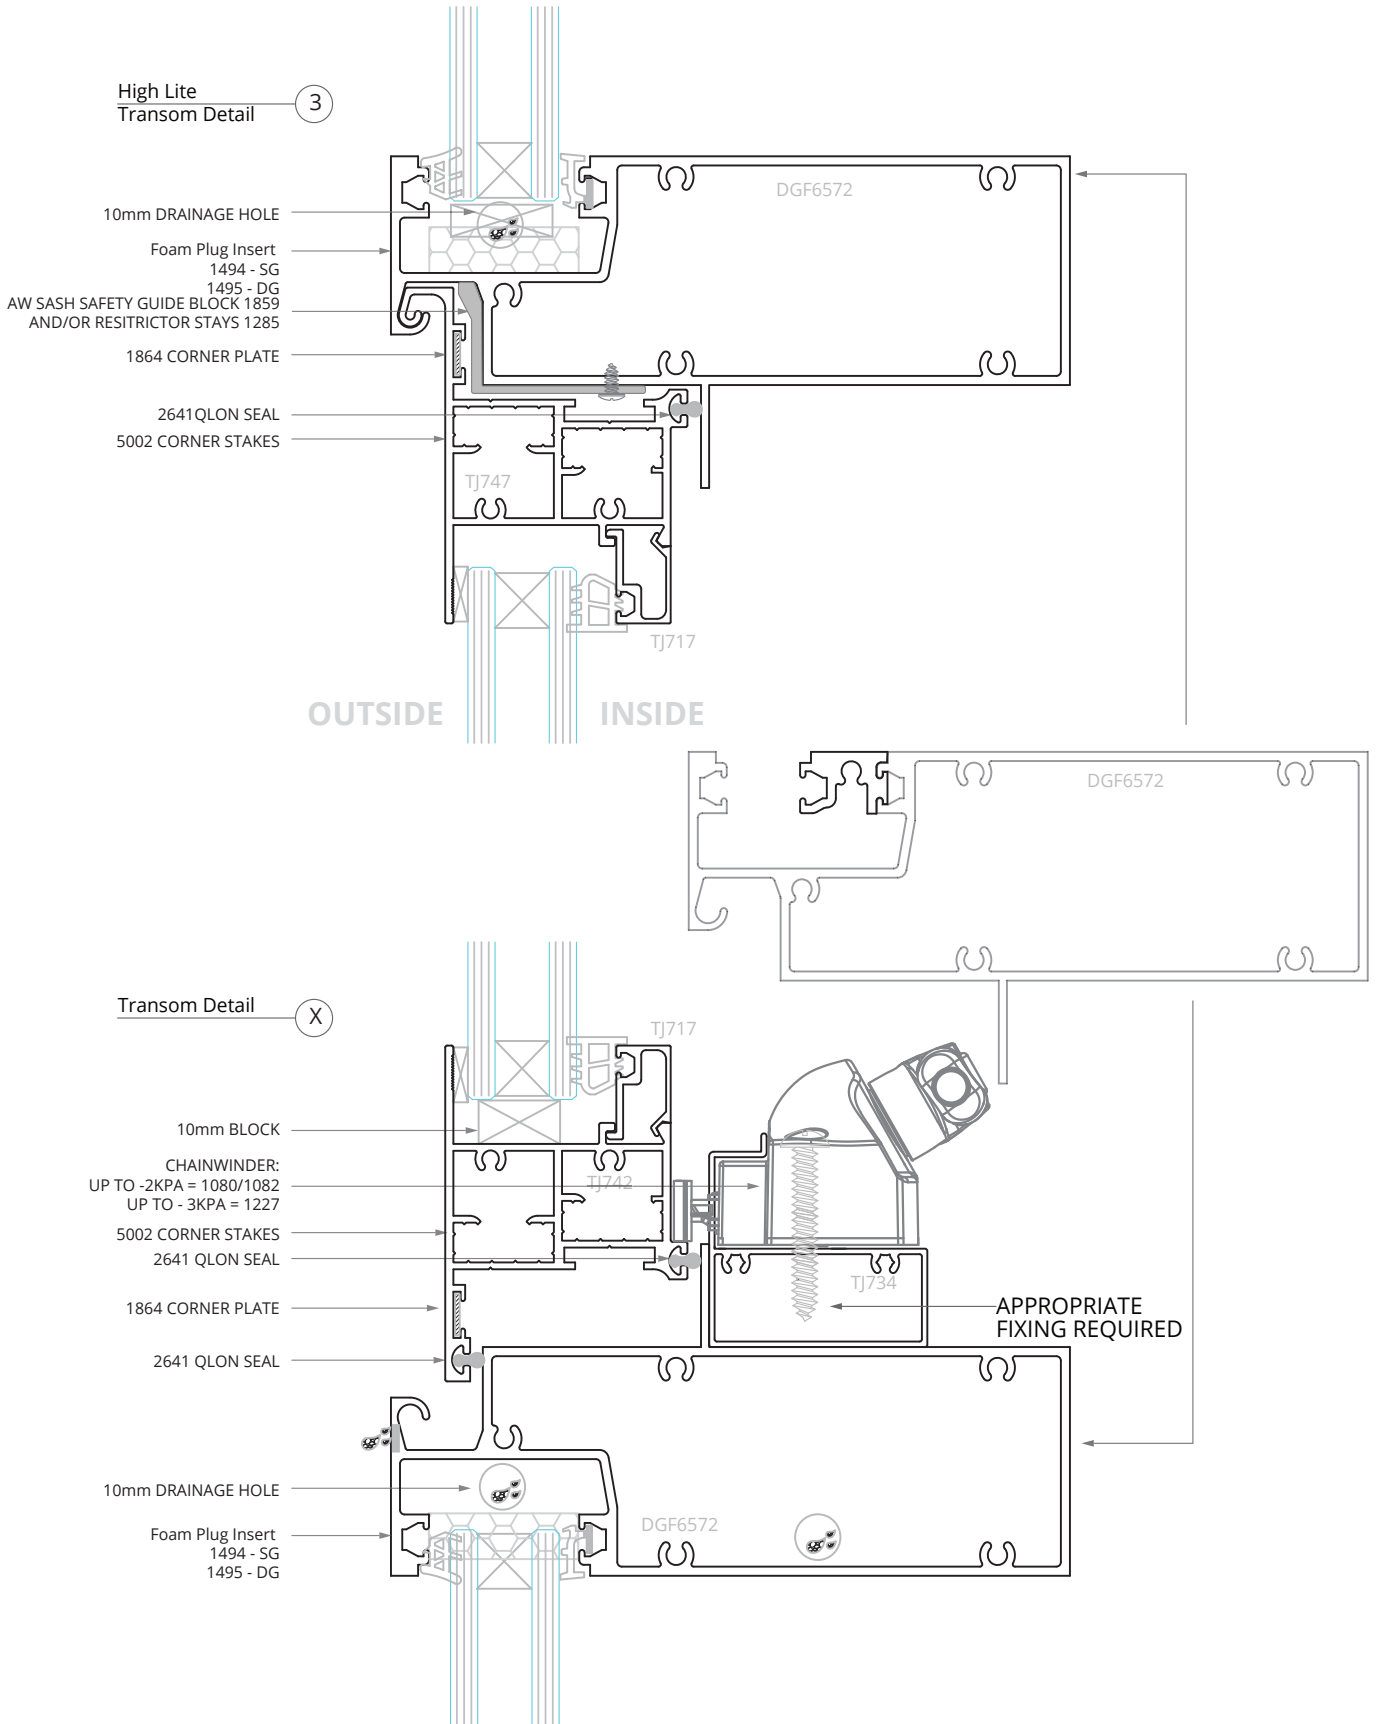 High Lite
Transom Detail
3
DGF6572
10mm DRAINAGE HOLE
Foam Plug Insert
1494 - SG
1495 - DG
AW SASH SAFETY GUIDE BLOCK 1859
AND/OR RESITRICTOR STAYS 1285
1864 CORNER PLATE
2641QLON SEAL
5002 CORNER STAKES
TJ747
TJ717
OUTSIDE
INSIDE
DGF6572
Transom Detail
X
TJ717
10mm BLOCK
CHAINWINDER:
UP TO -2KPA = 1080/1082
UP TO - 3KPA = 1227
TJ742
5002 CORNER STAKES
2641 QLON SEAL
TJ734
1864 CORNER PLATE
APPROPRIATE
FIXING REQUIRED
2641 QLON SEAL
10mm DRAINAGE HOLE
DGF6572
Foam Plug Insert
1494 - SG
1495 - DG